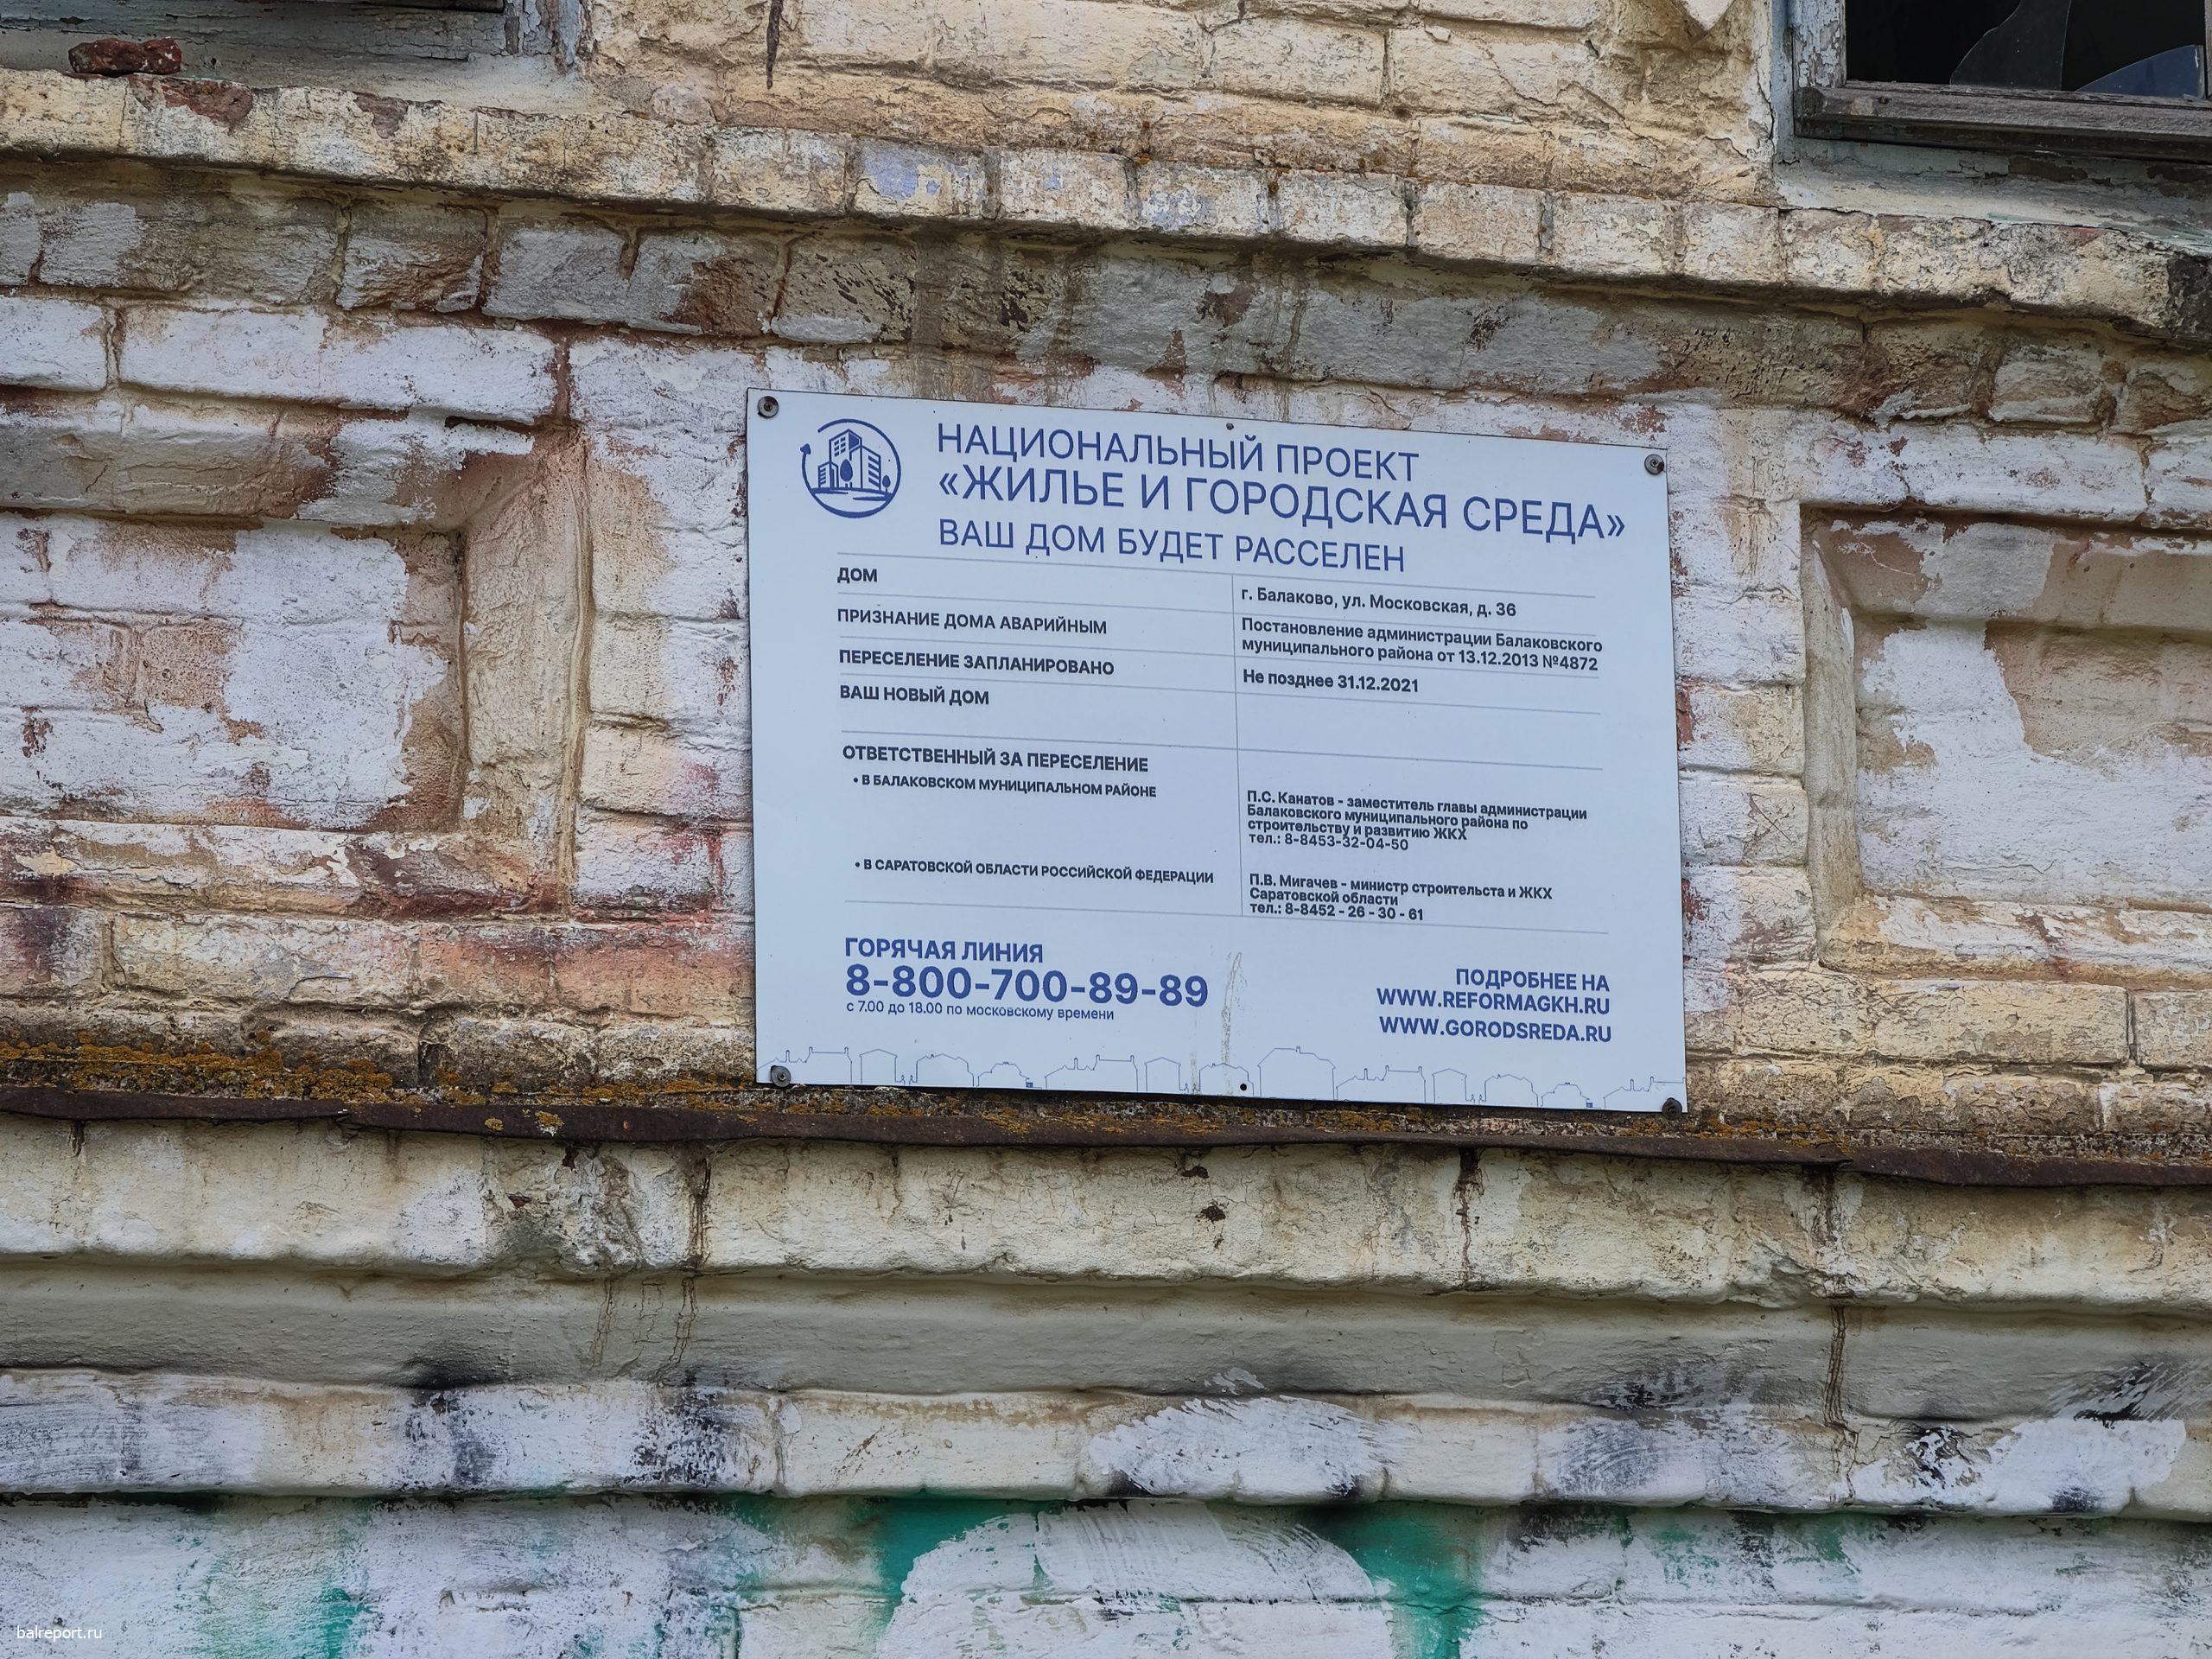 НАЦИОНАЛЬНЫЙ ПРОЕКТ
«ЖИЛЬЕ И ГОРОДСКАЯ СРЕДА»
ВАШ ДОМ БУДЕТ РАССЕЛЕН
ДОМ
г. Балаково, ул. Московская, д. 36
ПРИЗНАНИЕ ДОМА АВАРИЙНЫМ
Постановление администрации Балаковского
муниципального района от 13.12.2013 №4872
ПЕРЕСЕЛЕНИЕ ЗАПЛАНИРОВАНО
Не позднее 31.12.2021
ВАШ НОВЫЙ ДОМ
ОТВЕТСТВЕННЫЙ ЗА ПЕРЕСЕЛЕНИЕ
• В БАЛАКОВСКОМ МУНИЦИПАЛЬНОМ РАЙОНЕ
П.С. Канатов - заместитель главы администрации
Балаковского муниципального района по
строительству и развитию ЖКХ
тел.: 8-8453-32-04-50
• В САРАТОВСКОЙ ОБЛАСТИ РОССИЙСКОЙ ФЕДЕРАЦИИ
П.В. Мигачев - министр строительста и ЖКХ
Саратовской области
тел.: 8-8452 - 26 - 30 - 61
ГОРЯЧАЯ ЛИНИЯ
8-800-700-89-89
с 7.00 до 18.00 по московскому времени
ПОДРОБНЕЕ НА
WWW.REFORMAGKH.RU
WWW.GORODSREDA.RU
balreport.ru